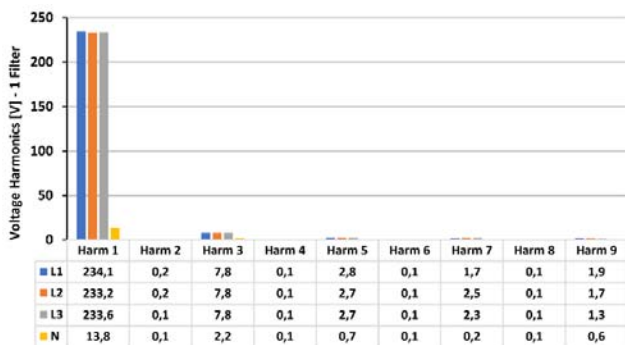 Voltage Harmonics [V] - 1 Filter
250
200
150
100
50
0
Harm 1 Harm 2 Harm 3 Harm 4 Harm 5 Harm 6 Harm 7 Harm 8 Harm 9
L1 234,1 0,2 7,8 0,1 2,8 0,1 1,7 0,1 1,9
L2 233,2 0,2 7,8 0,1 2,7 0,1 2,5 0,1 1,7
L3 233,6 0,1 7,8 0,1 2,7 0,1 2,3 0,1 1,3
N 13,8 0,1 2,2 0,1 0,7 0,1 0,2 0,1 0,6